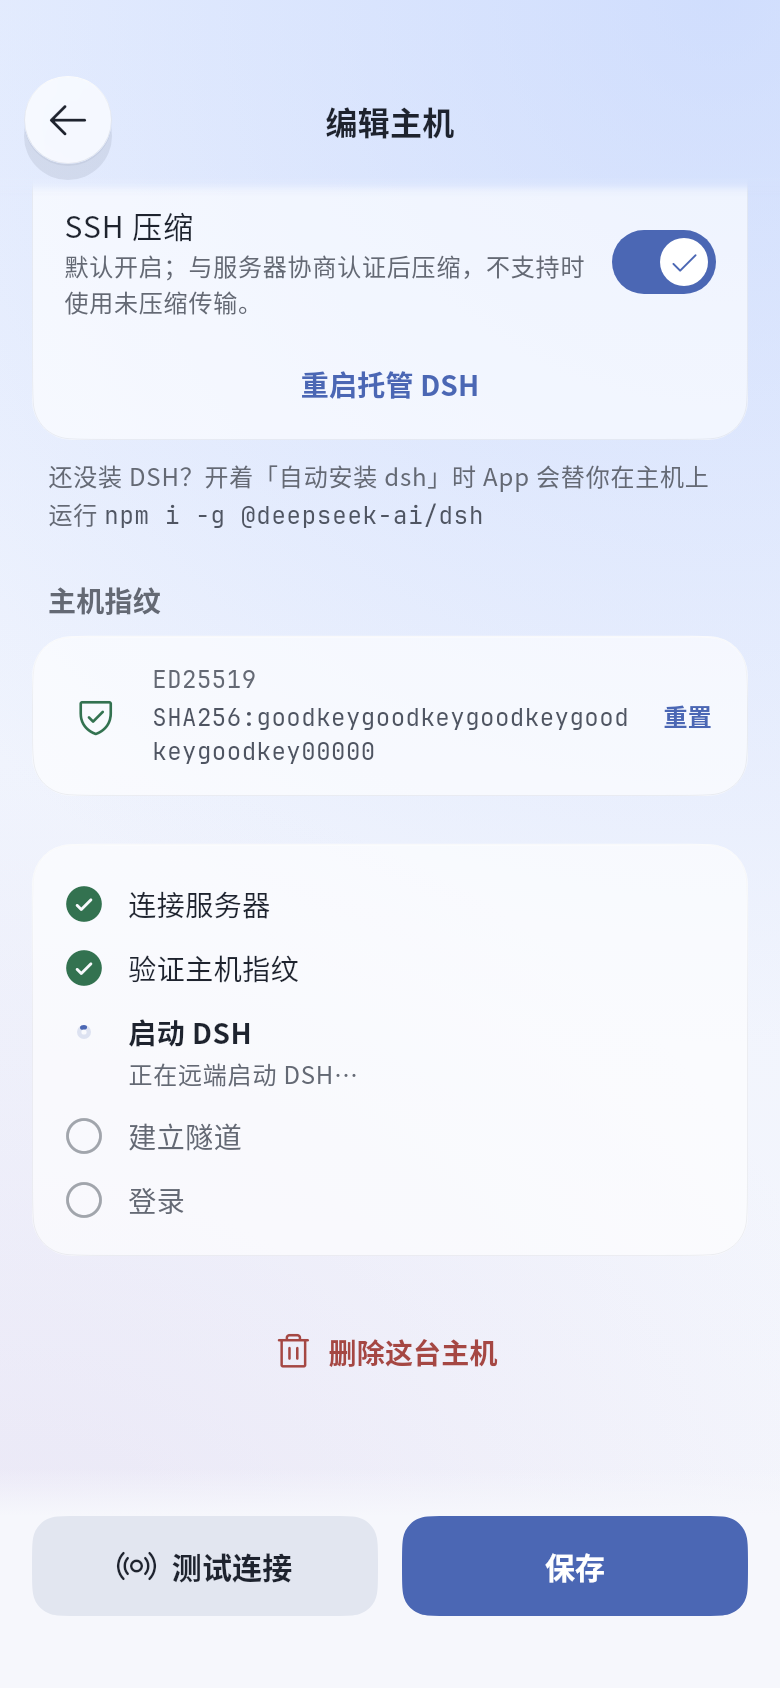 编辑主机
SSH 压缩
默认开启；与服务器协商认证后压缩，不支持时
使用未压缩传输。
重启托管 DSH
还没装 DSH？开着「自动安装 dsh」时 App 会替你在主机上
运行 npm i -g @deepseek-ai/dsh
主机指纹
ED25519
SHA256:goodkeygoodkeygoodkeygood
keygoodkey00000
重置
连接服务器
验证主机指纹
启动 DSH
正在远端启动 DSH…
建立隧道
登录
删除这台主机
测试连接
保存